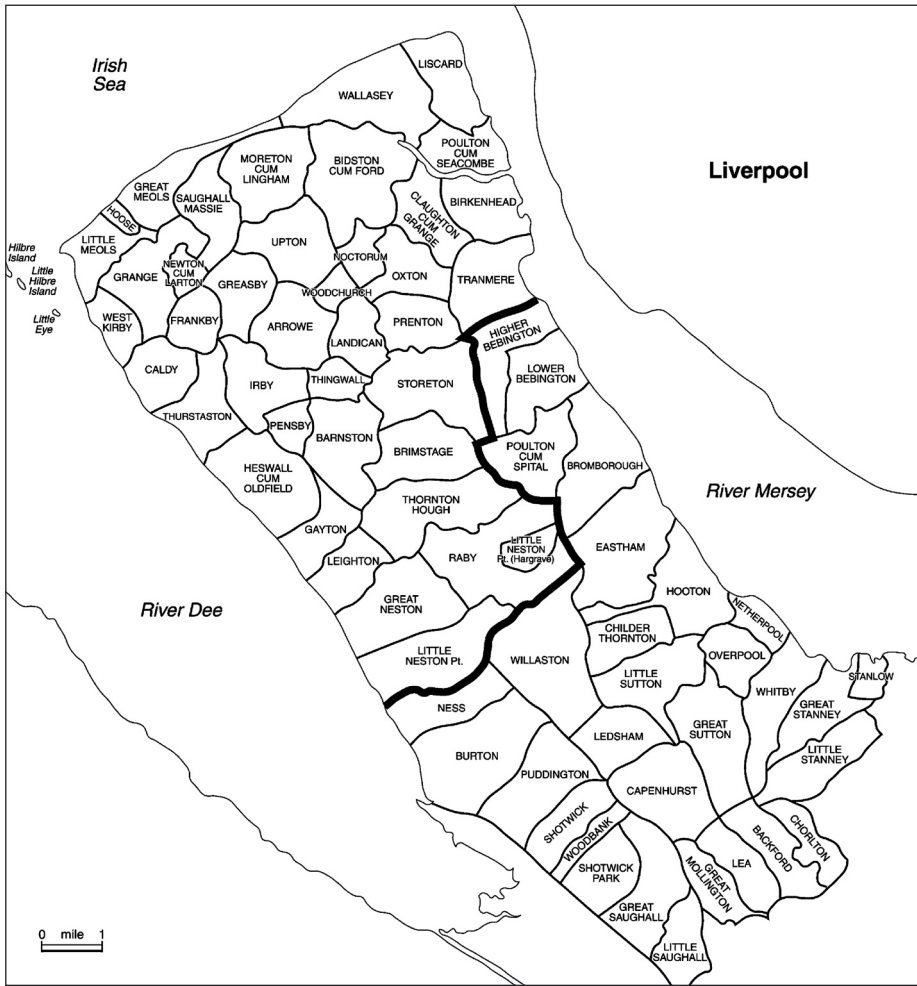 Irish
Sea
LISCARD
WALLASEY
POULTON
CUM
SEACOMBE
Liverpool
MORETON
CUM
LINGHAM
BIDSTON
CUM FORD
GREAT
MEOLS
SAUGHALL
MASSIE
CLAUGHTON
CUM
GRANGE
BIRKENHEAD
HOOSE
LITTLE
MEOLS
UPTON
NOCTORUM
Hilbre
Island
Little
Hilbre
Island
Little
Eye
GRANGE
NEWTON
CUM
LARTON
GREASBY
WOODCHURCH
OXTON
TRANMERE
WEST
KIRBY
FRANKBY
ARROWE
LANDICAN
PRENTON
HIGHER
BEBINGTON
CALDY
IRBY
THINGWALL
STORETON
LOWER
BEBINGTON
THURSTASTON
PENSBY
BARNSTON
BRIMSTAGE
POULTON
CUM
SPITAL
BROMBOROUGH
HESWALL
CUM
OLDFIELD
River Mersey
THORNTON
HOUGH
GAYTON
LEIGHTON
RABY
LITTLE
NESTON
Pt. (Hargrave)
EASTHAM
River Dee
GREAT
NESTON
HOOTON
NETHERPOOL
CHILDER
THORNTON
LITTLE
NESTON Pt.
WILLASTON
OVERPOOL
LITTLE
SUTTON
WHITBY
STANLOW
GREAT
STANNEY
NESS
LEDSHAM
GREAT
SUTTON
LITTLE
STANNEY
BURTON
PUDDINGTON
CAPENHURST
SHOTWICK
WOODBANK
CHORLTON
BACKFORD
LEA
GREAT
MOLLINGTON
SHOTWICK
PARK
GREAT
SAUGHALL
LITTLE
SAUGHALL
0 mile 1